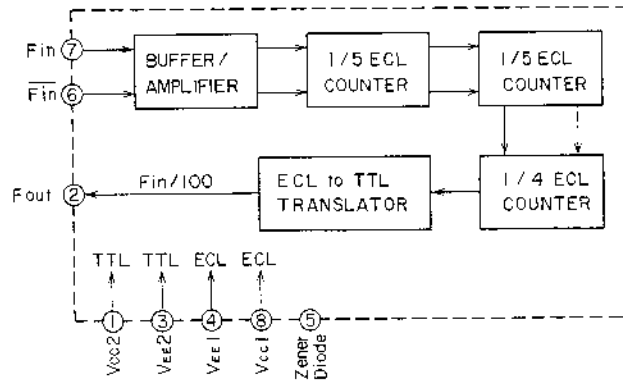 Fin 7
BUFFER/
AMPLIFIER
1/5 ECL
COUNTER
1/5 ECL
COUNTER
Fin 6
Fout 2
Fin/100
ECL to TTL
TRANSLATOR
1/4 ECL
COUNTER
TTL TTL ECL ECL
1 3 4 8 5
Vcc2
VEE2
VEE1
Vcc1
Zener
Diode